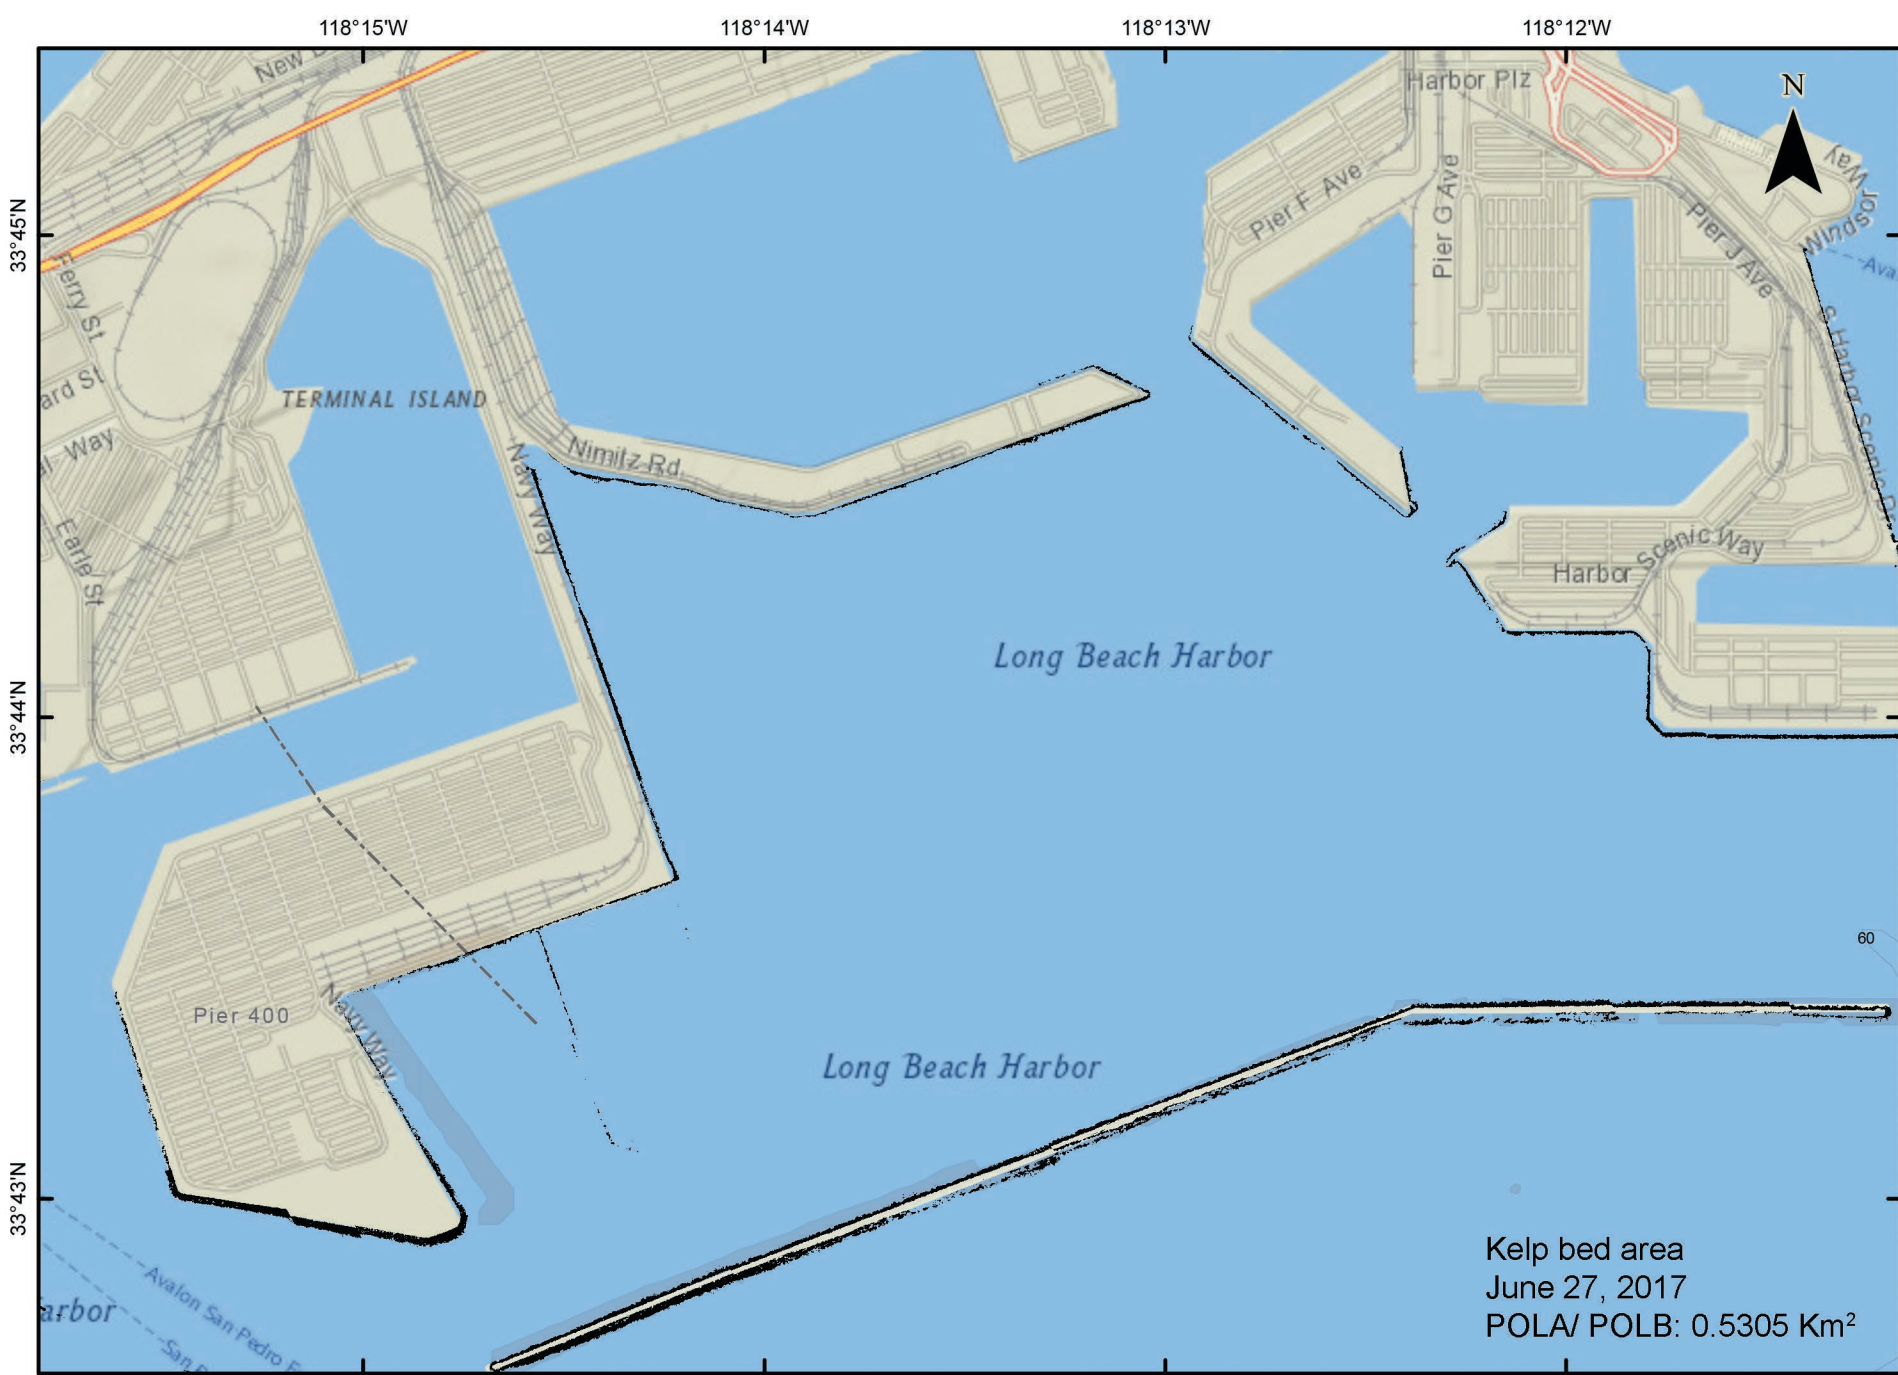 118°15'W
118°14'W
118°13'W
118°12'W
New
Harbor Plz
N
Way
Windsor
Pier F Ave
Pier G Ave
Pier J Ave
33°45'N
Ferry St
S Harbor Scenic Dr
TERMINAL ISLAND
ard St
Way
Nimitz Rd
Navy Way
Earle St
Scenic Way
Harbor
Long Beach Harbor
33°44'N
60
Pier 400
Navy Way
Long Beach Harbor
33°43'N
Avalon San Pedro F
San P
arbor
Kelp bed area
June 27, 2017
POLA/ POLB: 0.5305 Km²